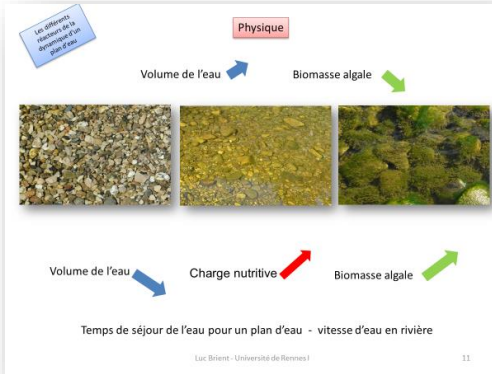 Les différents
réacteurs de la
dynamique d'un
plan d'eau
Physique
Volume de l'eau
Biomasse algale
Volume de l'eau
Charge nutritive
Biomasse algale
Temps de séjour de l'eau pour un plan d'eau - vitesse d'eau en rivière
Luc Brient - Université de Rennes I
11